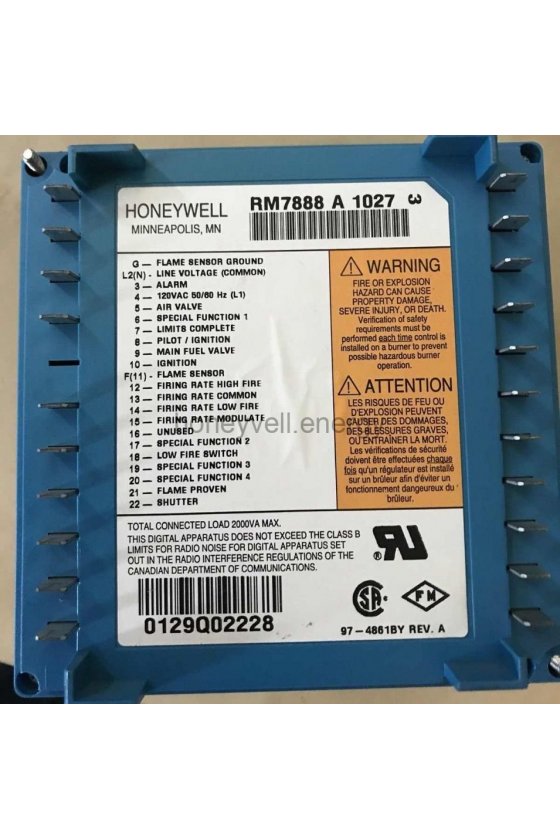 HONEYWELL
MINNEAPOLIS, MN
RM7888 A 1027 3
G — FLAME SENSOR GROUND
L2(N) - LINE VOLTAGE (COMMON)
3 — ALARM
4 — 120VAC 50/60 Hz (L1)
5 — AIR VALVE
6 — SPECIAL FUNCTION 1
7 — LIMITS COMPLETE
8 — PILOT / IGNITION
9 — MAIN FUEL VALVE
10 — IGNITION
F(11) - FLAME SENSOR
12 — FIRING RATE HIGH FIRE
13 — FIRING RATE COMMON
14 — FIRING RATE LOW FIRE
15 — FIRING RATE MODULATE
16 — UNUSED
17 — SPECIAL FUNCTION 2
18 — LOW FIRE SWITCH
19 — SPECIAL FUNCTION 3
20 — SPECIAL FUNCTION 4
21 — FLAME PROVEN
22 — SHUTTER
WARNING
FIRE OR EXPLOSION
HAZARD CAN CAUSE
PROPERTY DAMAGE,
SEVERE INJURY, OR DEATH.
Verification of safety
requirements must be
performed each time control is
installed on a burner to prevent
possible hazardous burner
operation.
ATTENTION
LES RISQUES DE FEU OU
D'EXPLOSION PEUVENT
CAUSER DES DOMMAGES,
DES BLESSURES GRAVES,
OU ENTRAÎNER LA MORT.
Les vérifications de sécurité
doivent être effectuées chaque
fois qu'un régulateur est installé
sur un brûleur afin d'éviter un
fonctionnement dangereux du
brûleur.
TOTAL CONNECTED LOAD 2000VA MAX.
THIS DIGITAL APPARATUS DOES NOT EXCEED THE CLASS B
LIMITS FOR RADIO NOISE FOR DIGITAL APPARATUS SET
OUT IN THE RADIO INTERFERENCE REGULATIONS OF THE
CANADIAN DEPARTMENT OF COMMUNICATIONS.
RU
SA
FM
0129Q02228
97-4861BY REV. A